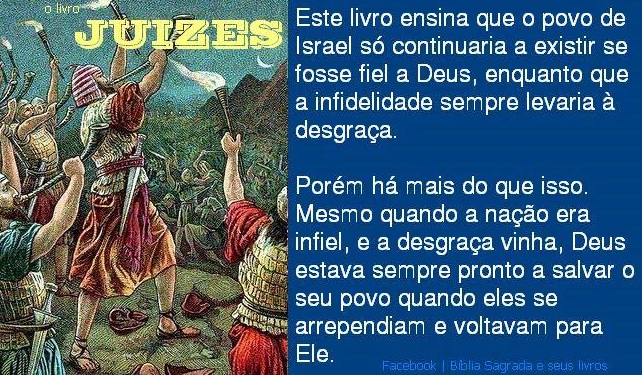 o livro
JUIZES
Este livro ensina que o povo de
Israel só continuaria a existir se
fosse fiel a Deus, enquanto que
a infidelidade sempre levaria à
desgraça.
Porém há mais do que isso.
Mesmo quando a nação era
infiel, e a desgraça vinha, Deus
estava sempre pronto a salvar o
seu povo quando eles se
arrependiam e voltavam para
Ele.
Facebook | Bíblia Sagrada e seus livros